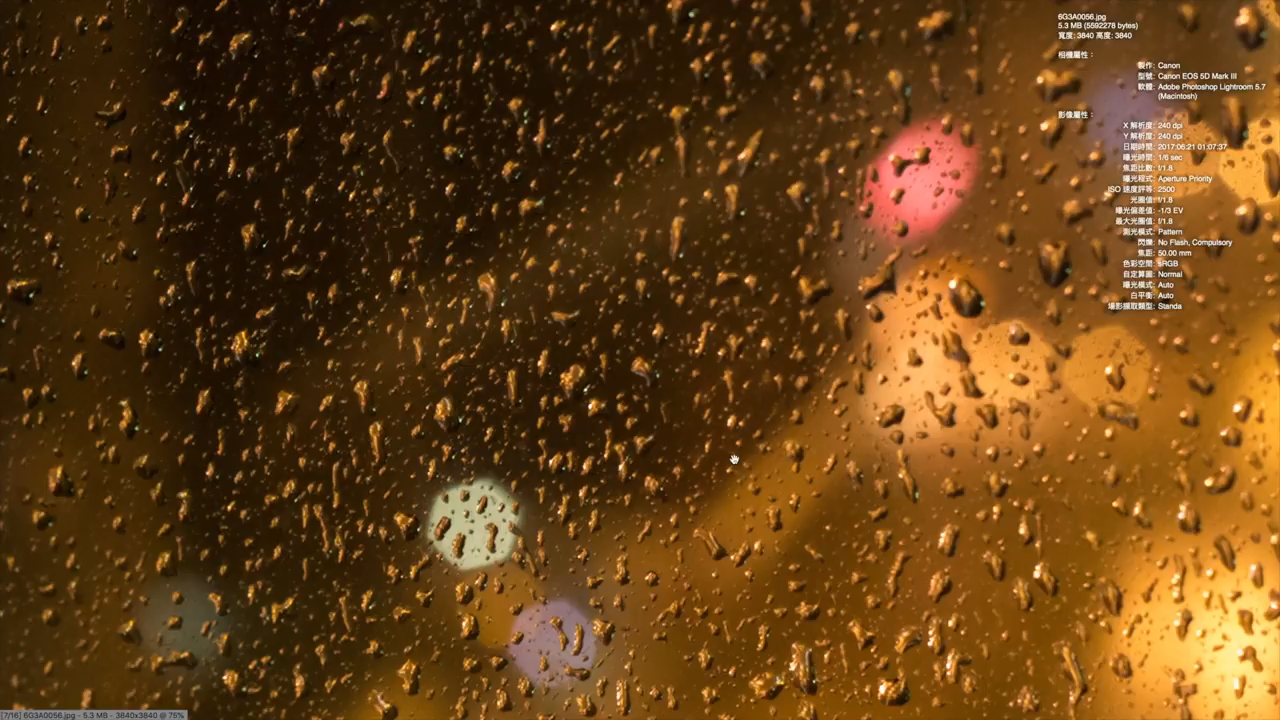 6G3A0056.jpg
5.3 MB (5592278 bytes)
寬度: 3840 高度: 3840
相機屬性：
製作: Canon
型號: Canon EOS 5D Mark III
軟體: Adobe Photoshop Lightroom 5.7
(Macintosh)
影像屬性：
X 解析度: 240 dpi
Y 解析度: 240 dpi
日期時間: 2017:06:21 01:07:37
曝光時間: 1/6 sec
焦距比數: f/1.8
曝光程式: Aperture Priority
ISO 速度評等: 2500
光圈值: f/1.8
曝光偏差值: -1/3 EV
最大光圈值: f/1.8
測光模式: Pattern
閃爍: No Flash, Compulsory
焦距: 50.00 mm
色彩空間: sRGB
自定算圖: Normal
曝光模式: Auto
白平衡: Auto
場影擷取類型: Standa
[7/16] 6G3A0056.jpg - 5.3 MB - 3840x3840 @ 75%